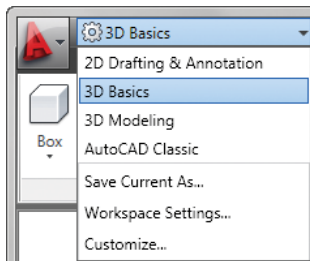 3D Basics
2D Drafting & Annotation
3D Basics
3D Modeling
AutoCAD Classic
Box
Save Current As...
Workspace Settings...
Customize...